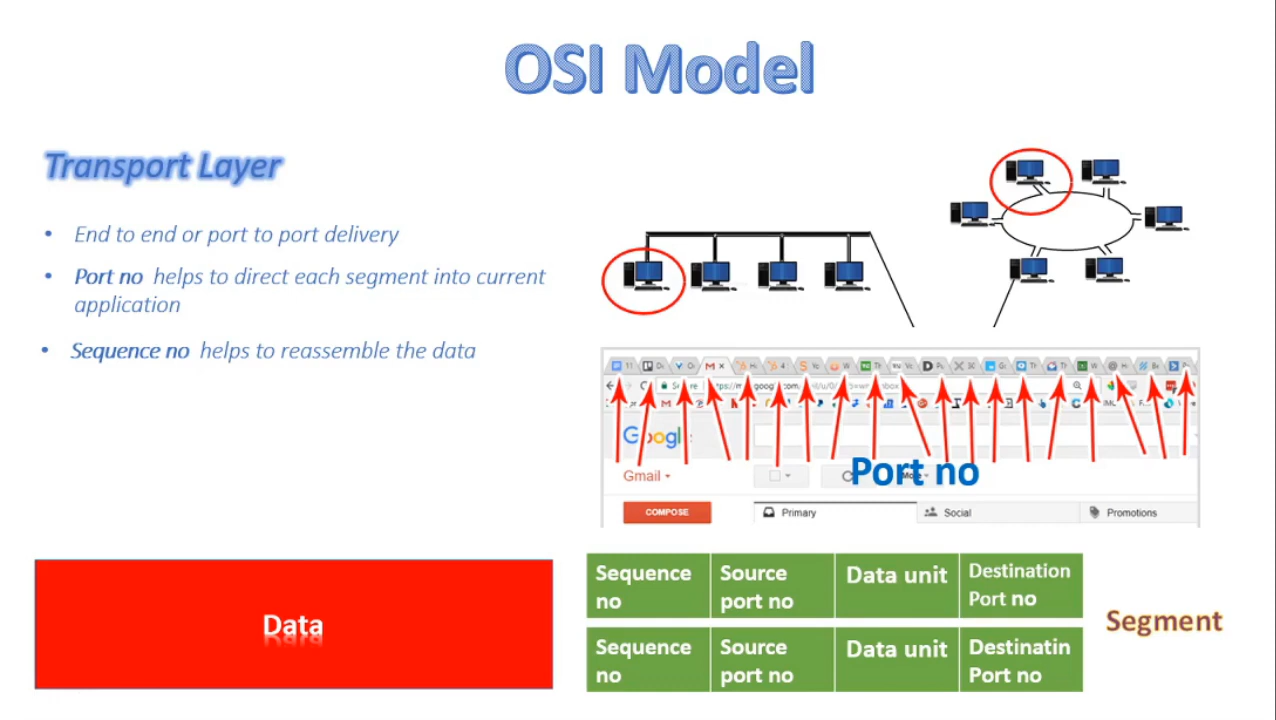 OSI Model
Transport Layer
• End to end or port to port delivery
• Port no helps to direct each segment into current
application
• Sequence no helps to reassemble the data
Google
Gmail
More
Port no
COMPOSE
Primary
Social
Promotions
Data
Sequence
no
Source
port no
Data unit
Destination
Port no
Sequence
no
Source
port no
Data unit
Destinatin
Port no
Segment